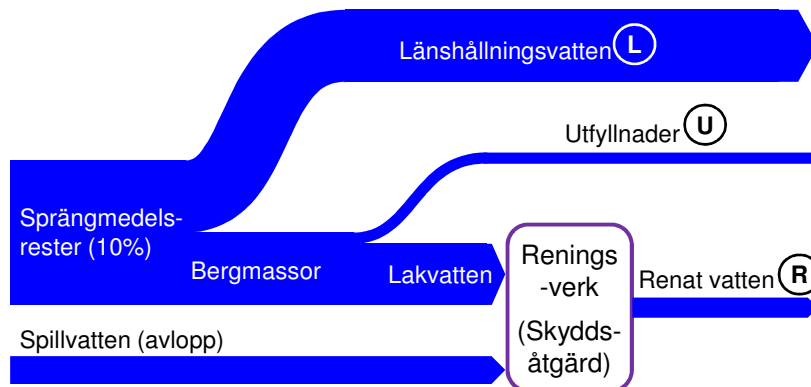 Länshållningsvatten L
Utfyllnader U
Sprängmedels-
rester (10%)
Bergmassor
Lakvatten
Renings
-verk
(Skydds-
åtgärd)
Renat vatten R
Spillvatten (avlopp)